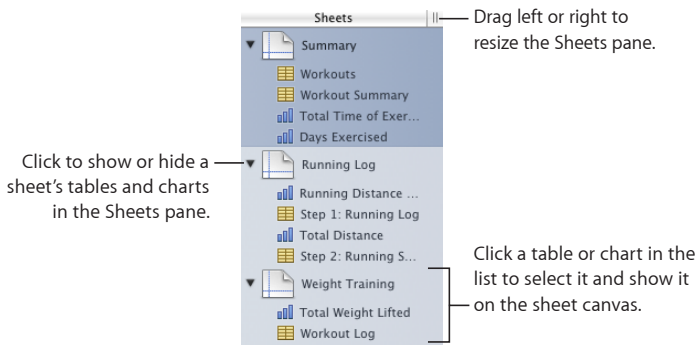 Sheets
Drag left or right to
resize the Sheets pane.
Summary
Workouts
Workout Summary
Total Time of Exer...
Days Exercised
Click to show or hide a
sheet’s tables and charts
in the Sheets pane.
Running Log
Running Distance ...
Step 1: Running Log
Total Distance
Step 2: Running S...
Click a table or chart in the
list to select it and show it
on the sheet canvas.
Weight Training
Total Weight Lifted
Workout Log